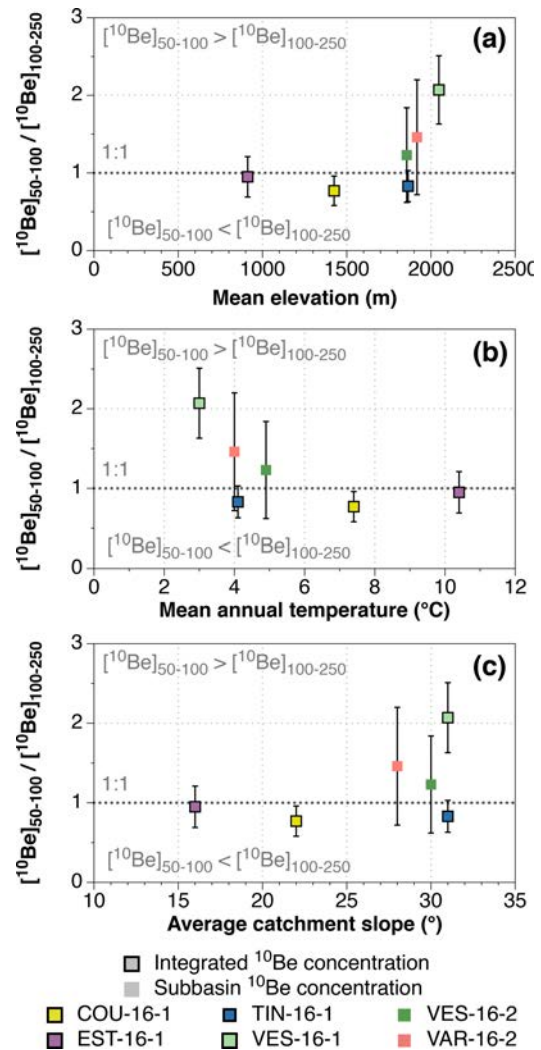 3
(a)
[¹⁰Be]₅₀₋₁₀₀ > [¹⁰Be]₁₀₀₋₂₅₀
2
1:1
1
[¹⁰Be]₅₀₋₁₀₀ < [¹⁰Be]₁₀₀₋₂₅₀
0
[¹⁰Be]₅₀₋₁₀₀ / [¹⁰Be]₁₀₀₋₂₅₀
0 500 1000 1500 2000 2500
Mean elevation (m)
3
(b)
[¹⁰Be]₅₀₋₁₀₀ > [¹⁰Be]₁₀₀₋₂₅₀
2
1:1
1
[¹⁰Be]₅₀₋₁₀₀ < [¹⁰Be]₁₀₀₋₂₅₀
0
[¹⁰Be]₅₀₋₁₀₀ / [¹⁰Be]₁₀₀₋₂₅₀
0 2 4 6 8 10 12
Mean annual temperature (°C)
3
(c)
[¹⁰Be]₅₀₋₁₀₀ > [¹⁰Be]₁₀₀₋₂₅₀
2
1:1
1
[¹⁰Be]₅₀₋₁₀₀ < [¹⁰Be]₁₀₀₋₂₅₀
0
[¹⁰Be]₅₀₋₁₀₀ / [¹⁰Be]₁₀₀₋₂₅₀
10 15 20 25 30 35
Average catchment slope (°)
Integrated ¹⁰Be concentration
Subbasin ¹⁰Be concentration
COU-16-1 TIN-16-1 VES-16-2
EST-16-1 VES-16-1 VAR-16-2